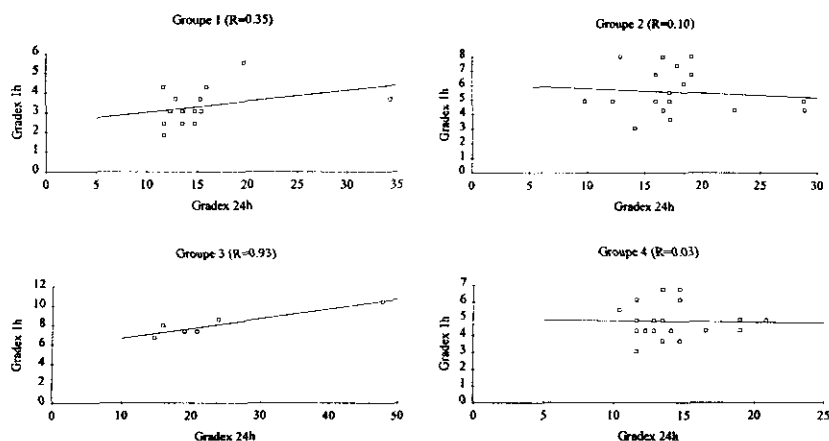 Groupe 1 (R=0.35)
Gradex 1h
6
5
4
3
2
1
0
0 5 10 15 20 25 30 35
Gradex 24h
Groupe 2 (R=0.10)
Gradex 1h
8
7
6
5
4
3
2
1
0
0 5 10 15 20 25 30
Gradex 24h
Groupe 3 (R=0.93)
Gradex 1h
12
10
8
6
4
2
0
0 10 20 30 40 50
Gradex 24h
Groupe 4 (R=0.03)
Gradex 1h
7
6
5
4
3
2
1
0
0 5 10 15 20 25
Gradex 24h